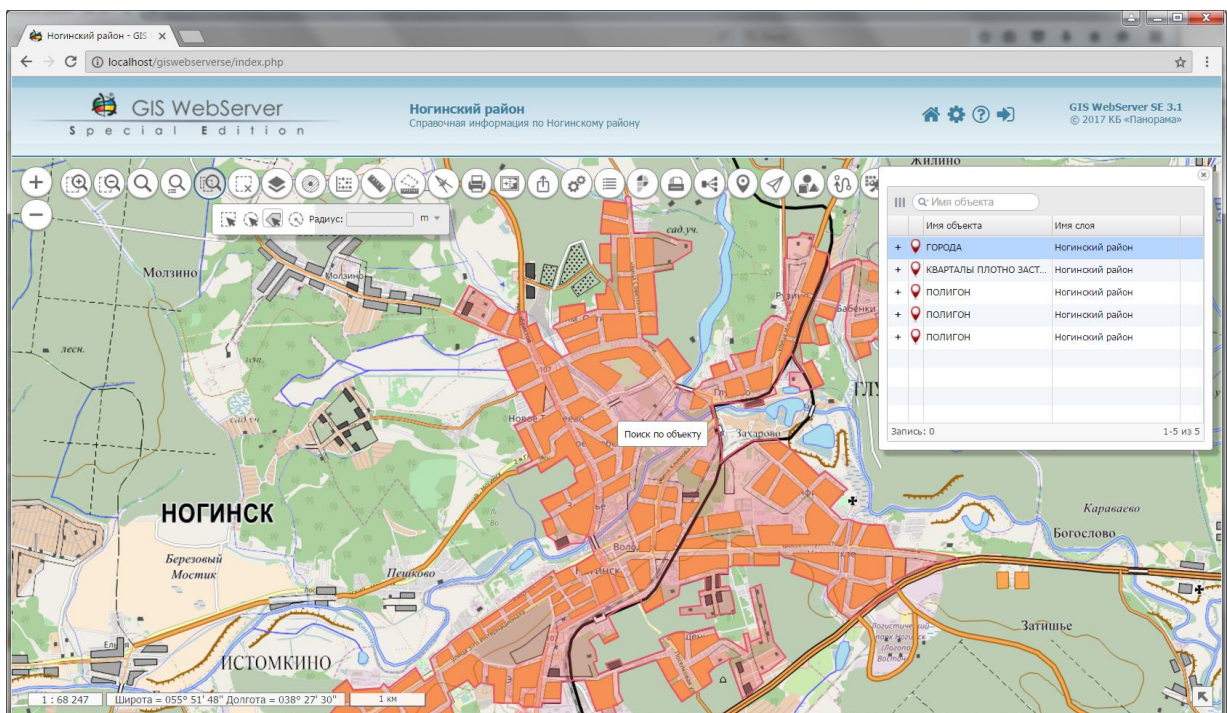 Ногинский район - GIS
localhost/giswebserverse/index.php
GIS WebServer
Special Edition
Ногинский район
Справочная информация по Ногинскому району
GIS WebServer SE 3.1
© 2017 КБ «Панорама»
ЖИЛИНО
Радиус:
m
Имя объекта
Имя объекта
Имя слоя
+ ГОРОДА Ногинский район
+ КВАРТАЛЫ ПЛОТНО ЗАСТ... Ногинский район
+ ПОЛИГОН Ногинский район
+ ПОЛИГОН Ногинский район
+ ПОЛИГОН Ногинский район
Запись: 0
1-5 из 5
сад.уч.
Молзино
Молзино
Бабёнки
лесн.
сад.уч
107
Поиск по объекту
Захарово
НОГИНСК
Караваево
Богослово
Березовый
Мостик
Пешково
Затишье
ИСТОМКИНО
1 : 68 247
Широта = 055° 51' 48" Долгота = 038° 27' 30"
1 км